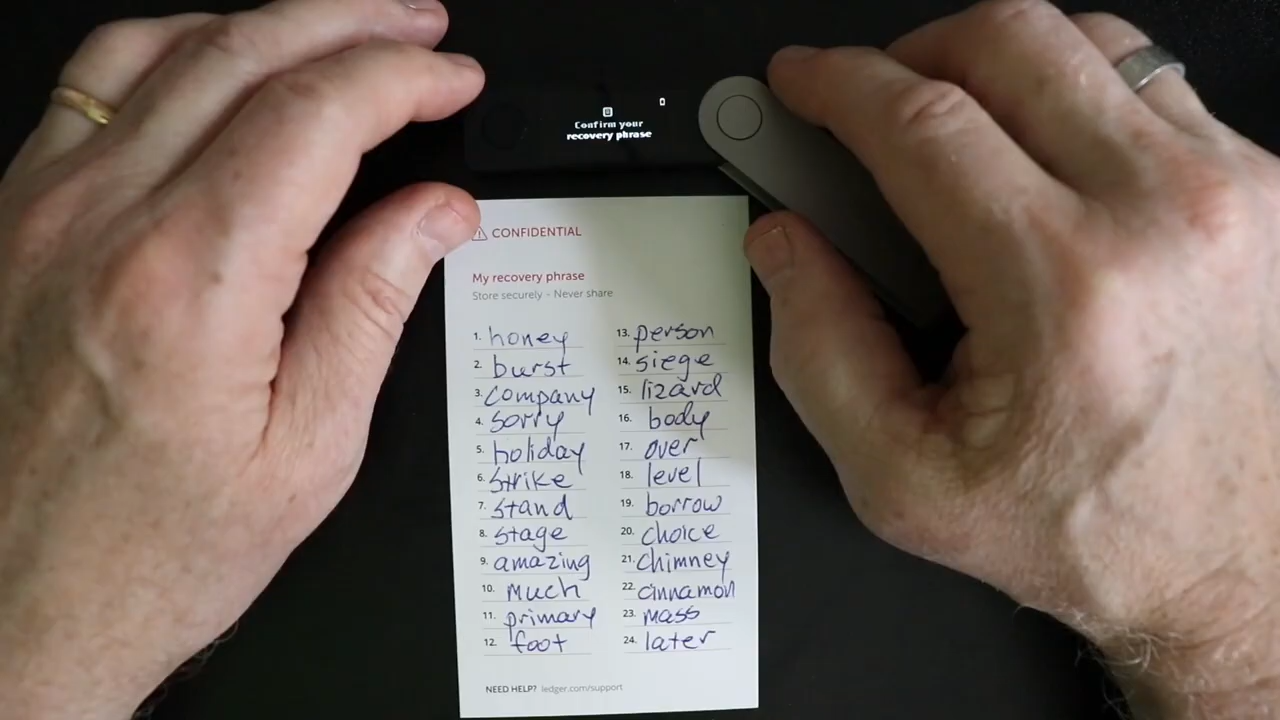 Confirm your
recovery phrase
CONFIDENTIAL
My recovery phrase
Store securely - Never share
1. honey
2. burst
3. company
4. sorry
5. holiday
6. strike
7. stand
8. stage
9. amazing
10. much
11. primary
12. foot
13. person
14. siege
15. lizard
16. body
17. over
18. level
19. borrow
20. choice
21. chimney
22. cinnamon
23. mass
24. later
NEED HELP? ledger.com/support